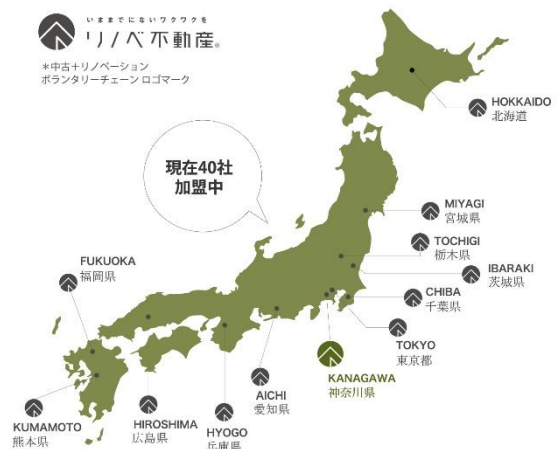 いままでにないワクワクを
リノベ不動産®
＊中古+リノベーション
ボランタリーチェーン ロゴマーク
現在40社
加盟中
HOKKAIDO
北海道
MIYAGI
宮城県
TOCHIGI
栃木県
IBARAKI
茨城県
CHIBA
千葉県
TOKYO
東京都
KANAGAWA
神奈川県
AICHI
愛知県
HYOGO
兵庫県
HIROSHIMA
広島県
FUKUOKA
福岡県
KUMAMOTO
熊本県